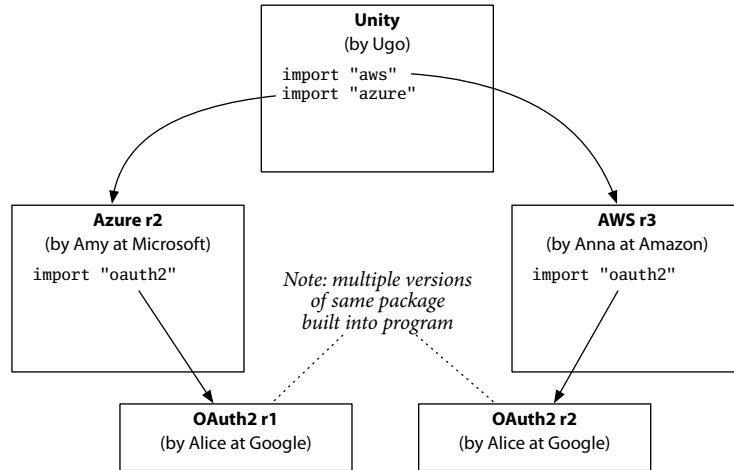 Unity
(by Ugo)
import "aws"
import "azure"
Azure r2
(by Amy at Microsoft)
import "oauth2"
AWS r3
(by Anna at Amazon)
import "oauth2"
Note: multiple versions
of same package
built into program
OAuth2 r1
(by Alice at Google)
OAuth2 r2
(by Alice at Google)